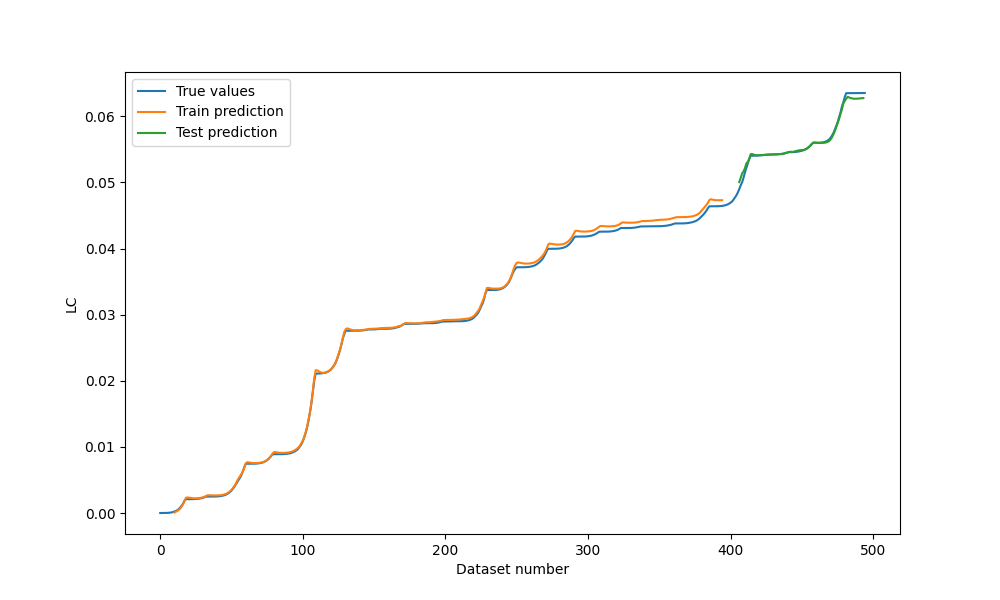 True values
Train prediction
Test prediction
0.06
0.05
0.04
0.03
0.02
0.01
0.00
LC
0 100 200 300 400 500
Dataset number